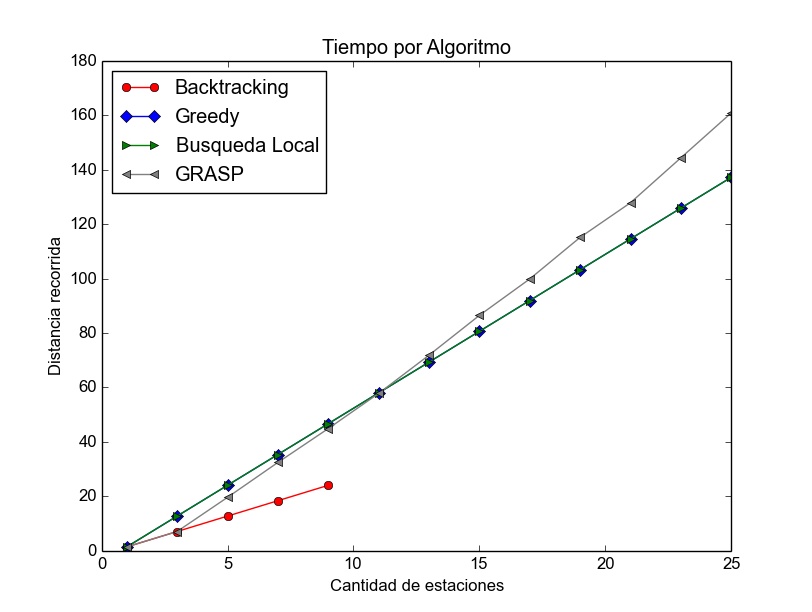 Tiempo por Algoritmo
Backtracking
Greedy
Busqueda Local
GRASP
Distancia recorrida
180
160
140
120
100
80
60
40
20
0
0 5 10 15 20 25
Cantidad de estaciones